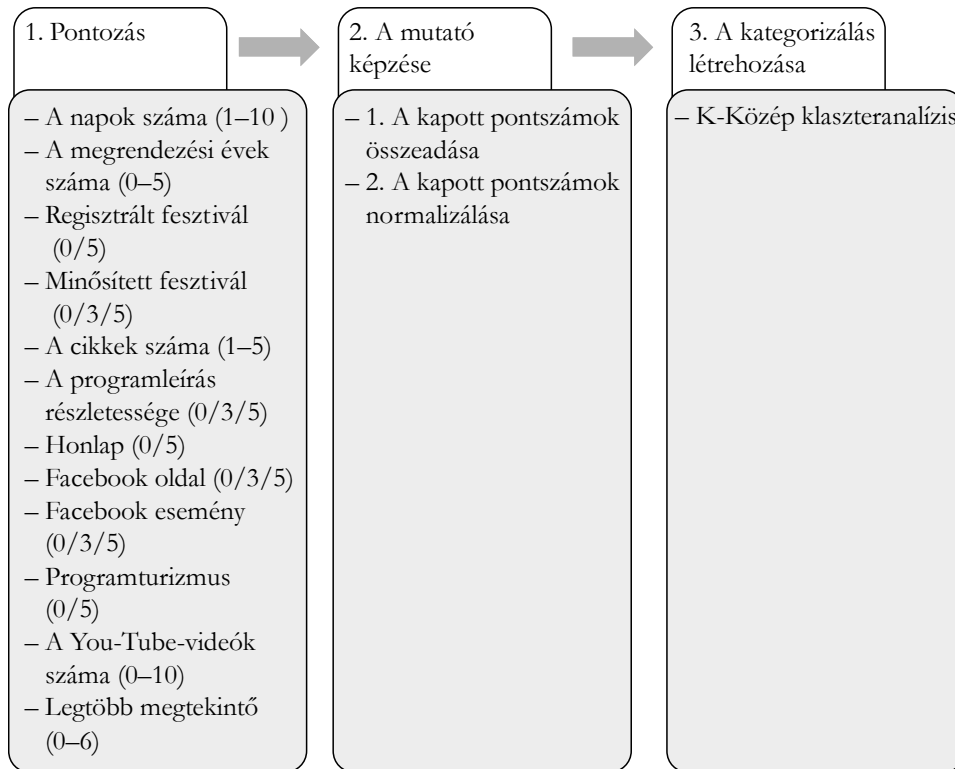 1. Pontozás
– A napok száma (1–10 )
– A megrendezési évek
száma (0–5)
– Regisztrált fesztivál
(0/5)
– Minősített fesztivál
(0/3/5)
– A cikkek száma (1–5)
– A programleírás
részletessége (0/3/5)
– Honlap (0/5)
– Facebook oldal (0/3/5)
– Facebook esemény
(0/3/5)
– Programturizmus
(0/5)
– A You-Tube-videók
száma (0–10)
– Legtöbb megtekintő
(0–6)
2. A mutató
képzése
– 1. A kapott pontszámok
összeadása
– 2. A kapott pontszámok
normalizálása
3. A kategorizálás
létrehozása
– K-Közép klaszteranalízis